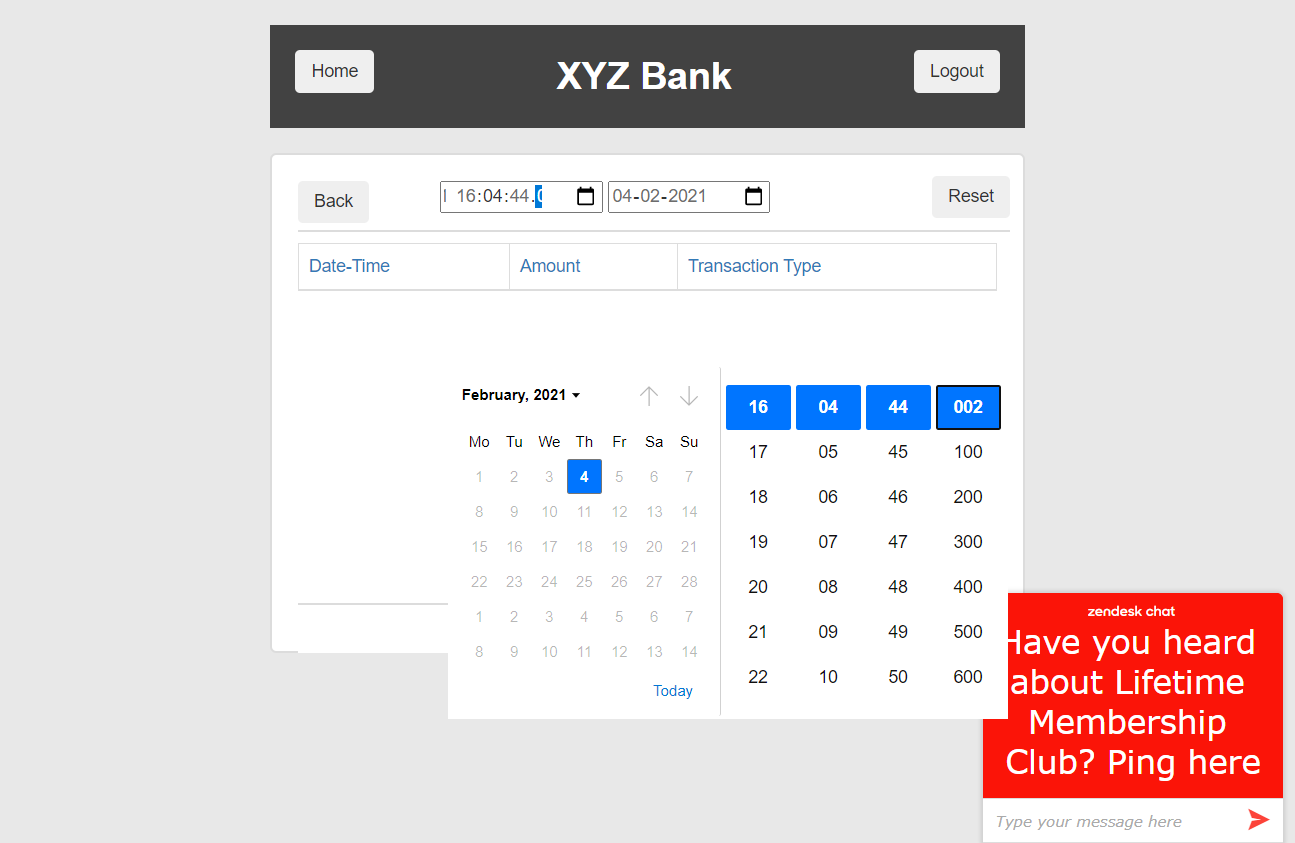 Home XYZ Bank Logout
Back 16:04:44. 04-02-2021 Reset
Date-Time Amount Transaction Type
February, 2021
Mo Tu We Th Fr Sa Su
1 2 3 4 5 6 7
8 9 10 11 12 13 14
15 16 17 18 19 20 21
22 23 24 25 26 27 28
1 2 3 4 5 6 7
8 9 10 11 12 13 14
Today
16 04 44 002
17 05 45 100
18 06 46 200
19 07 47 300
20 08 48 400
21 09 49 500
22 10 50 600
zendesk chat
Have you heard
about Lifetime
Membership
Club? Ping here
Type your message here